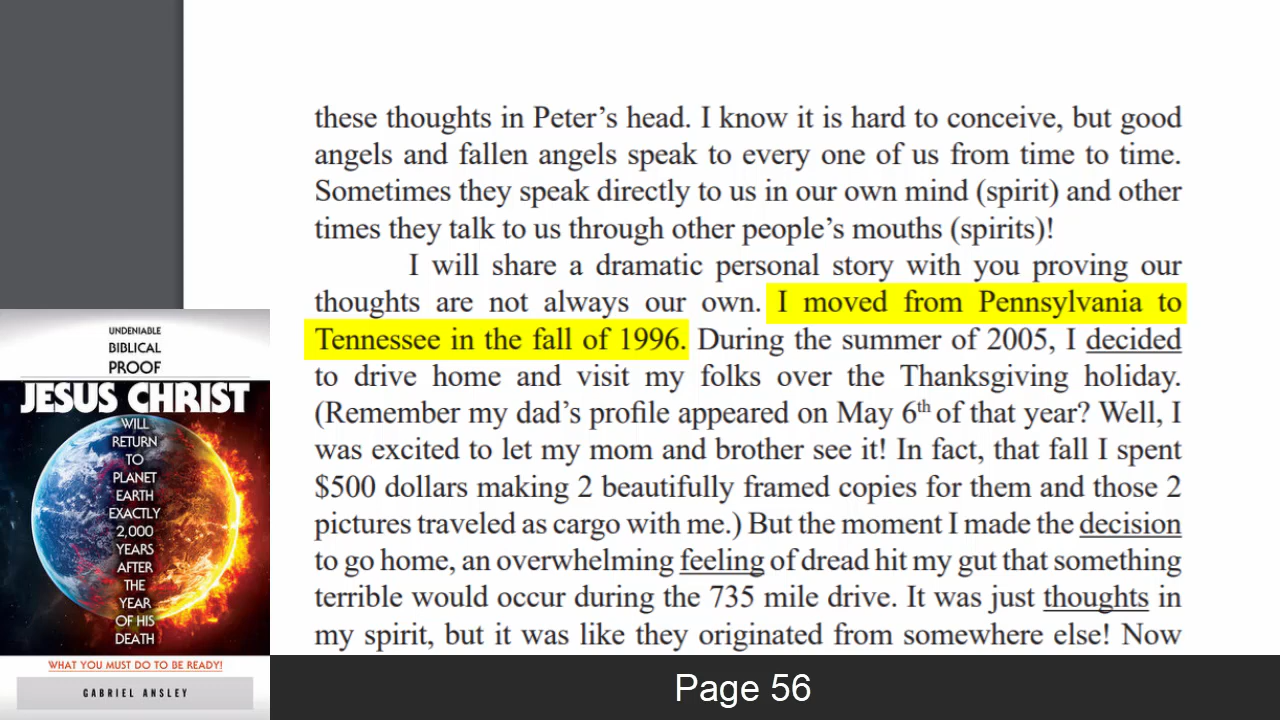 these thoughts in Peter's head. I know it is hard to conceive, but good
angels and fallen angels speak to every one of us from time to time.
Sometimes they speak directly to us in our own mind (spirit) and other
times they talk to us through other people's mouths (spirits)!
I will share a dramatic personal story with you proving our
thoughts are not always our own. I moved from Pennsylvania to
Tennessee in the fall of 1996. During the summer of 2005, I decided
to drive home and visit my folks over the Thanksgiving holiday.
(Remember my dad's profile appeared on May 6th of that year? Well, I
was excited to let my mom and brother see it! In fact, that fall I spent
$500 dollars making 2 beautifully framed copies for them and those 2
pictures traveled as cargo with me.) But the moment I made the decision
to go home, an overwhelming feeling of dread hit my gut that something
terrible would occur during the 735 mile drive. It was just thoughts in
my spirit, but it was like they originated from somewhere else! Now
UNDENIABLE
BIBLICAL
PROOF
JESUS CHRIST
WILL
RETURN
TO
PLANET
EARTH
EXACTLY
2,000
YEARS
AFTER
THE
YEAR
OF HIS
DEATH
WHAT YOU MUST DO TO BE READY!
GABRIEL ANSLEY
Page 56